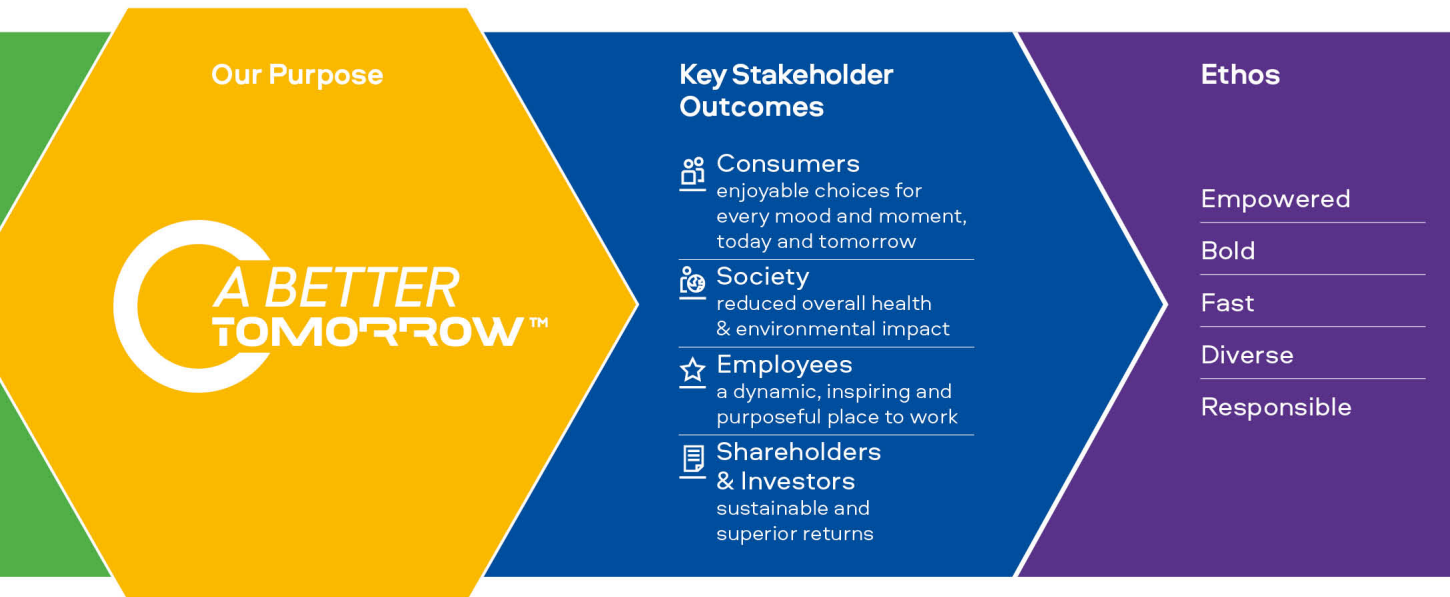 Our Purpose
A BETTER
TOMORROW™
Key Stakeholder
Outcomes
Consumers
enjoyable choices for
every mood and moment,
today and tomorrow
Society
reduced overall health
& environmental impact
Employees
a dynamic, inspiring and
purposeful place to work
Shareholders
& Investors
sustainable and
superior returns
Ethos
Empowered
Bold
Fast
Diverse
Responsible